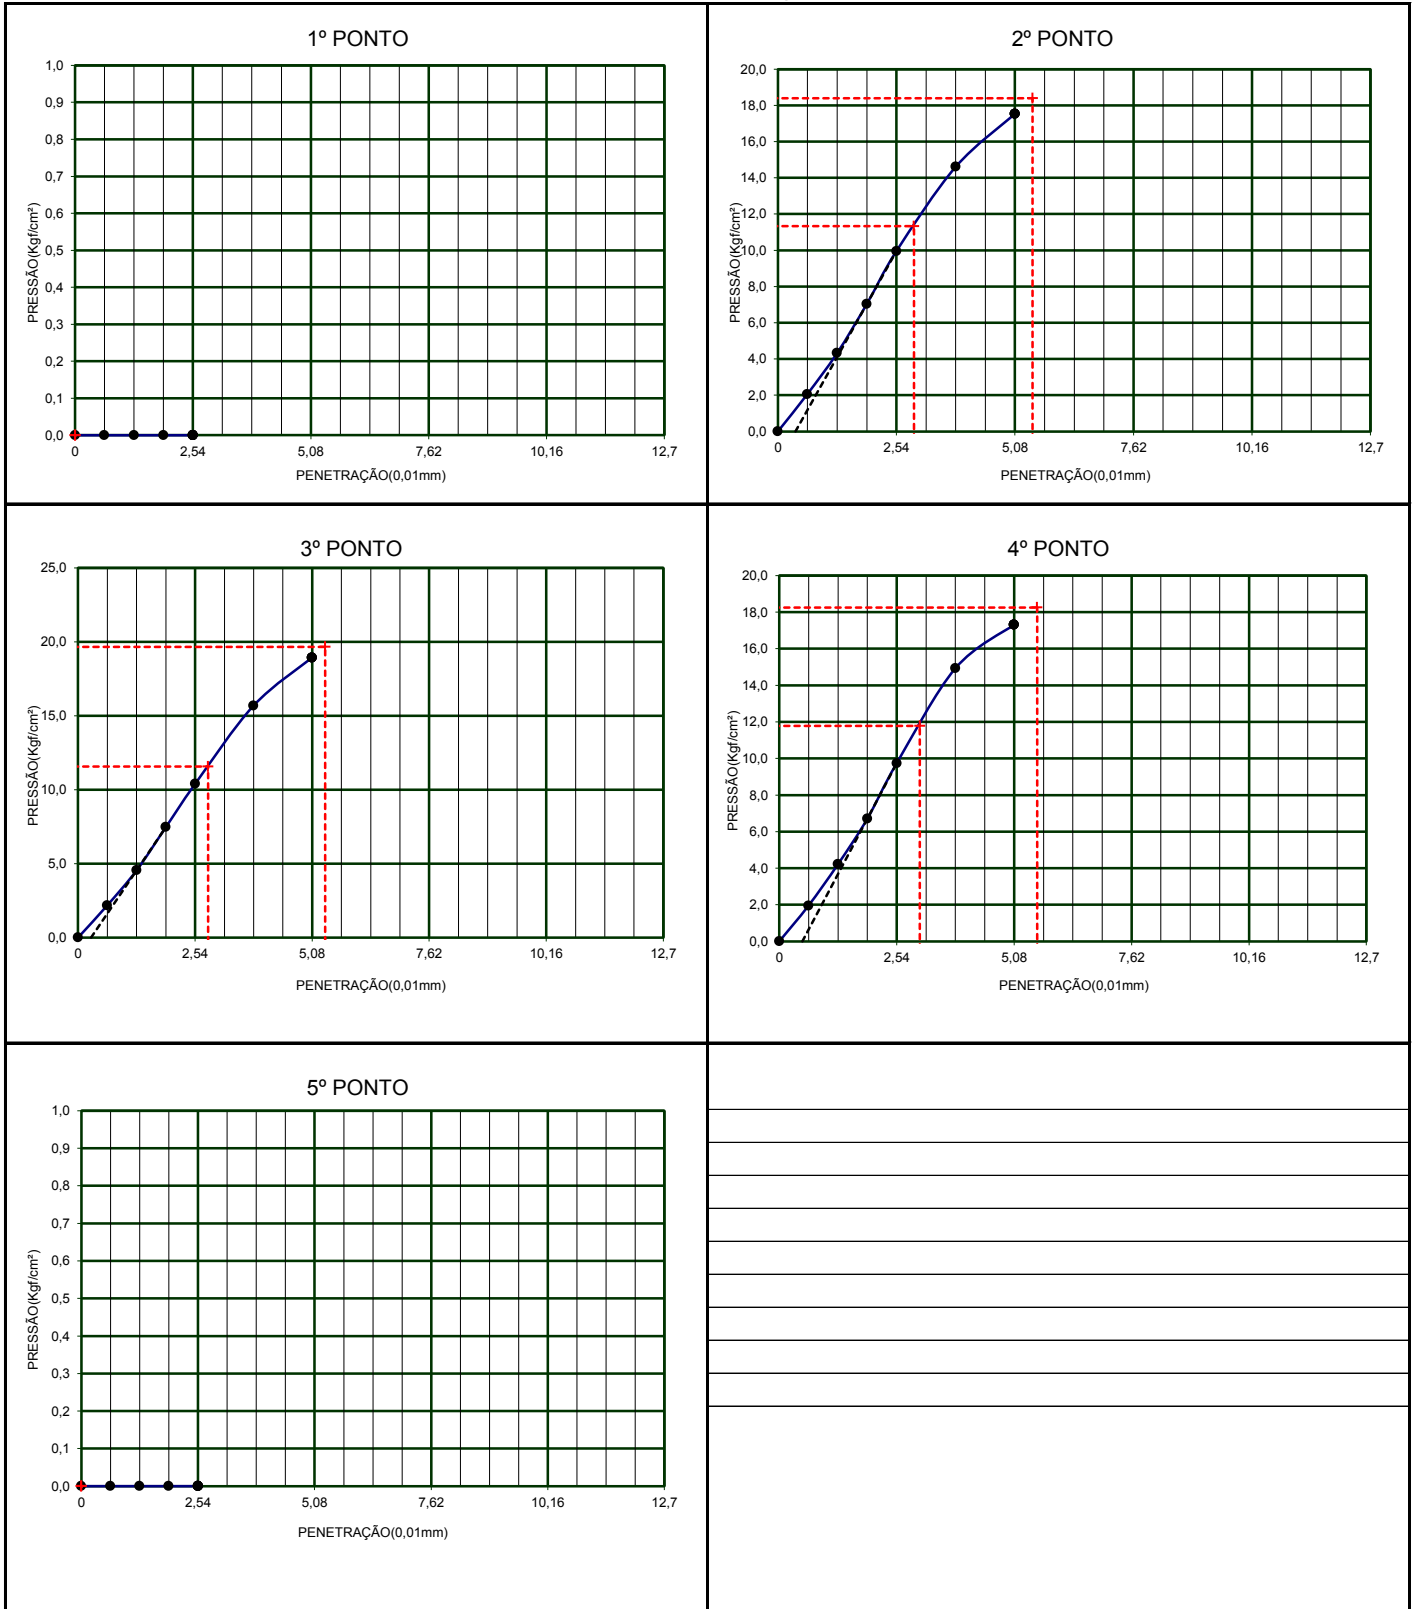 1º PONTO
1,0
0,9
0,8
0,7
0,6
0,5
0,4
0,3
0,2
0,1
0,0
0 2,54 5,08 7,62 10,16 12,7
PRESSÃO(Kgf/cm²)
PENETRAÇÃO(0,01mm)
2º PONTO
20,0
18,0
16,0
14,0
12,0
10,0
8,0
6,0
4,0
2,0
0,0
0 2,54 5,08 7,62 10,16 12,7
PRESSÃO(Kgf/cm²)
PENETRAÇÃO(0,01mm)
3º PONTO
25,0
20,0
15,0
10,0
5,0
0,0
0 2,54 5,08 7,62 10,16 12,7
PRESSÃO(Kgf/cm²)
PENETRAÇÃO(0,01mm)
4º PONTO
20,0
18,0
16,0
14,0
12,0
10,0
8,0
6,0
4,0
2,0
0,0
0 2,54 5,08 7,62 10,16 12,7
PRESSÃO(Kgf/cm²)
PENETRAÇÃO(0,01mm)
5º PONTO
1,0
0,9
0,8
0,7
0,6
0,5
0,4
0,3
0,2
0,1
0,0
0 2,54 5,08 7,62 10,16 12,7
PRESSÃO(Kgf/cm²)
PENETRAÇÃO(0,01mm)